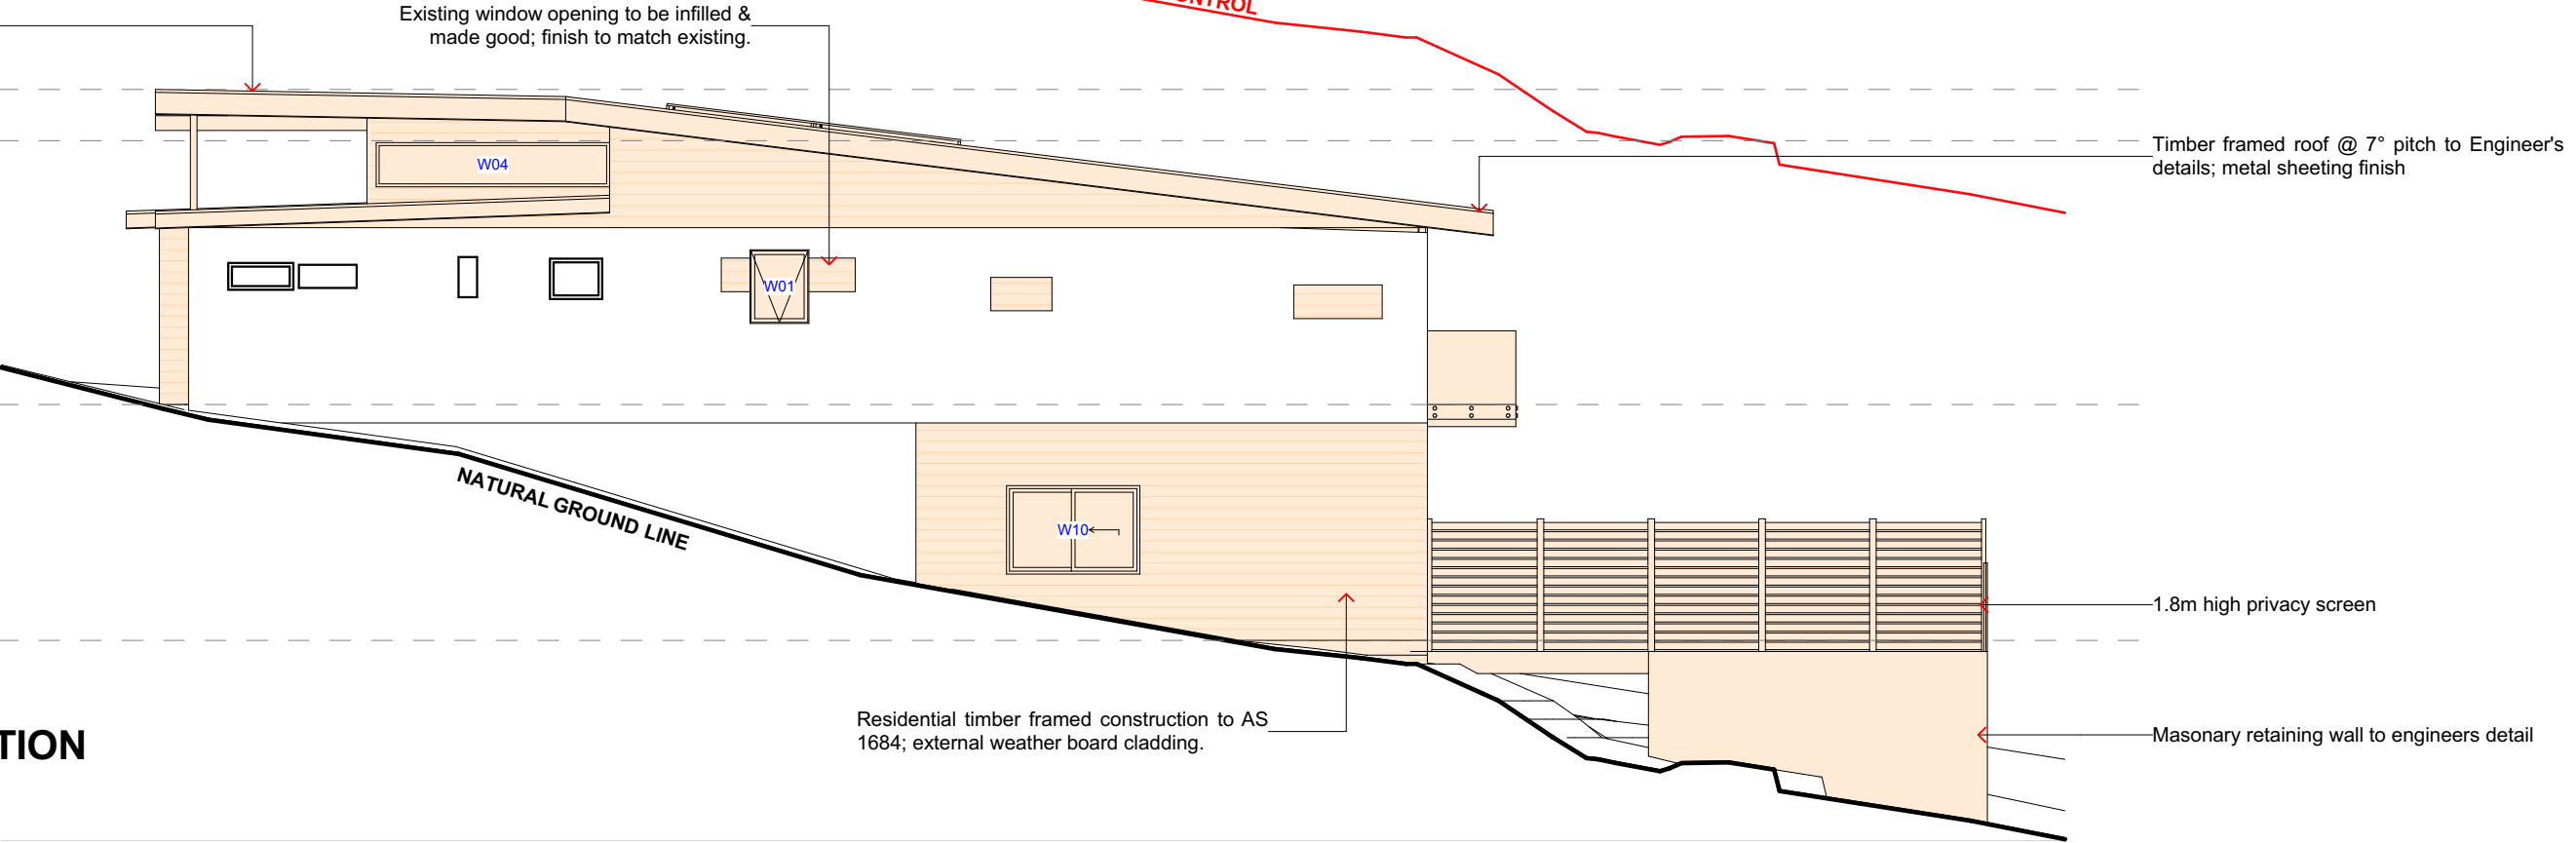 Existing window opening to be infilled &
made good; finish to match existing.
Timber framed roof @ 7° pitch to Engineer's
details; metal sheeting finish
W04
W01
NATURAL GROUND LINE
W10
1.8m high privacy screen
Residential timber framed construction to AS
1684; external weather board cladding.
Masonary retaining wall to engineers detail
TION